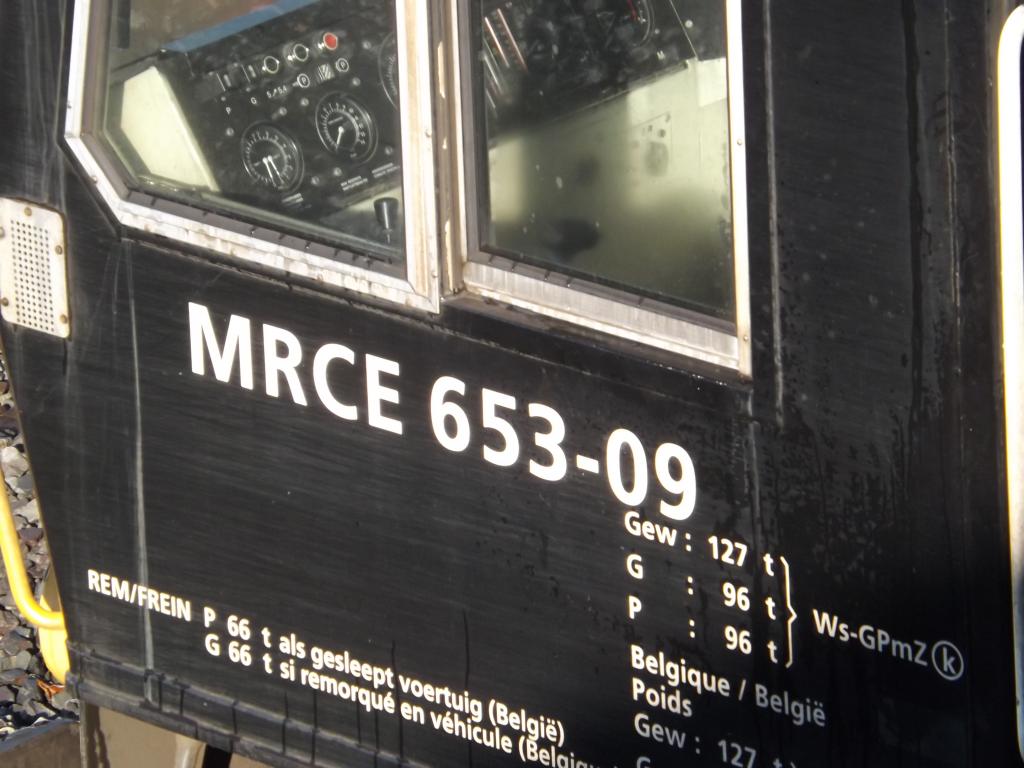 MRCE 653-09
Gew : 127 t
G : 96 t
P : 96 t
Ws-GPmZ k
REM/FREIN P 66 t als gesleept voertuig (België)
G 66 t si remorqué en véhicule
Belgique / België
Poids
Gew : 127 t